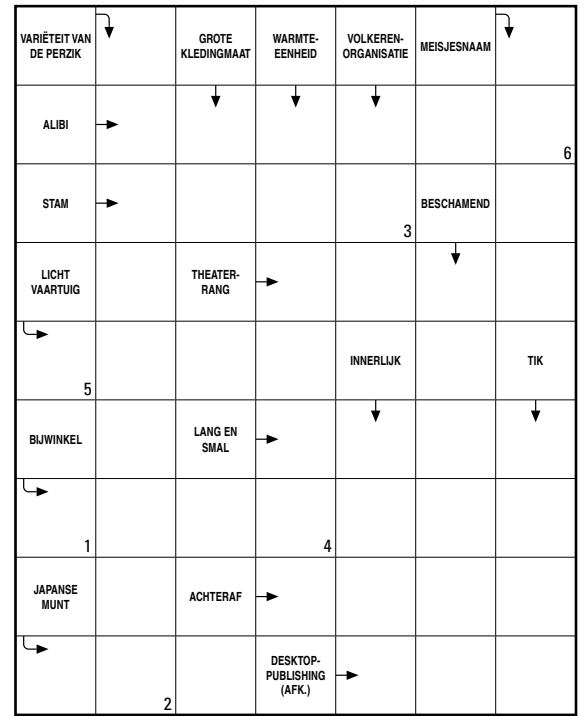 VARIËTEIT VAN
DE PERZIK
GROTE
KLEDINGMAAT
WARMTE-
EENHEID
VOLKEREN-
ORGANISATIE
MEISJESNAAM
ALIBI
6
STAM
3
BESCHAMEND
LICHT
VAARTUIG
THEATER-
RANG
5
INNERLIJK
TIK
BIJWINKEL
LANG EN
SMAL
1
4
JAPANSE
MUNT
ACHTERAF
2
DESKTOP-
PUBLISHING
(AFK.)